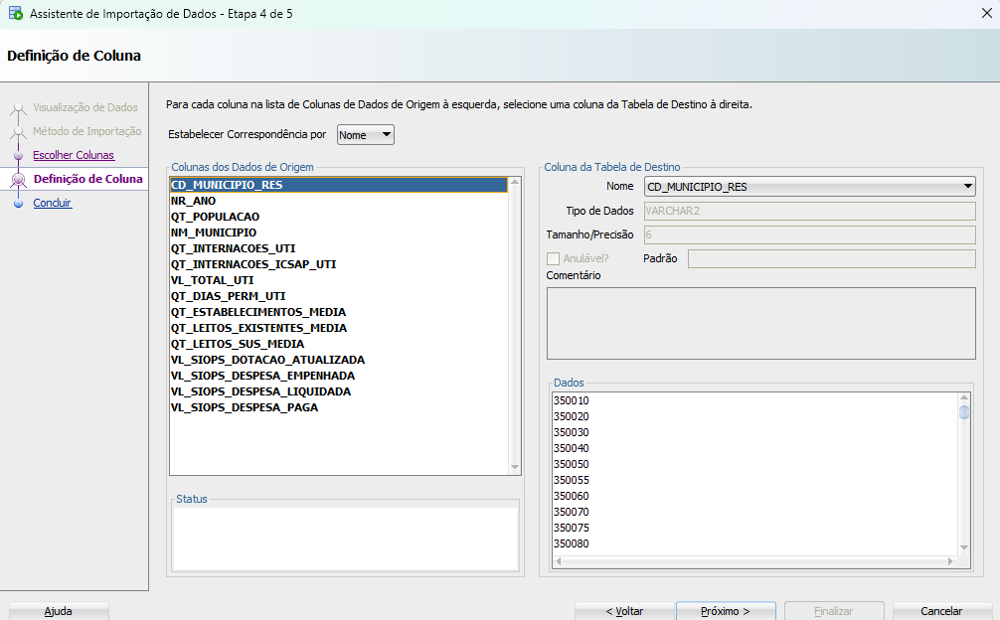 Assistente de Importação de Dados - Etapa 4 de 5
Definição de Coluna
Visualização de Dados
Método de Importação
Escolher Colunas
Definição de Coluna
Concluir
Para cada coluna na lista de Colunas de Dados de Origem à esquerda, selecione uma coluna da Tabela de Destino à direita.
Estabelecer Correspondência por Nome
Colunas dos Dados de Origem
CD_MUNICIPIO_RES
NR_ANO
QT_POPULACAO
NM_MUNICIPIO
QT_INTERNACOES_UTI
QT_INTERNACOES_ICSAP_UTI
VL_TOTAL_UTI
QT_DIAS_PERM_UTI
QT_ESTABELECIMENTOS_MEDIA
QT_LEITOS_EXISTENTES_MEDIA
QT_LEITOS_SUS_MEDIA
VL_SIOPS_DOTACAO_ATUALIZADA
VL_SIOPS_DESPESA_EMPENHADA
VL_SIOPS_DESPESA_LIQUIDADA
VL_SIOPS_DESPESA_PAGA
Status
Coluna da Tabela de Destino
Nome CD_MUNICIPIO_RES
Tipo de Dados VARCHAR2
Tamanho/Precisão 6
Anulável? Padrão
Comentário
Dados
350010
350020
350030
350040
350050
350055
350060
350070
350075
350080
Ajuda < Voltar Próximo > Finalizar Cancelar